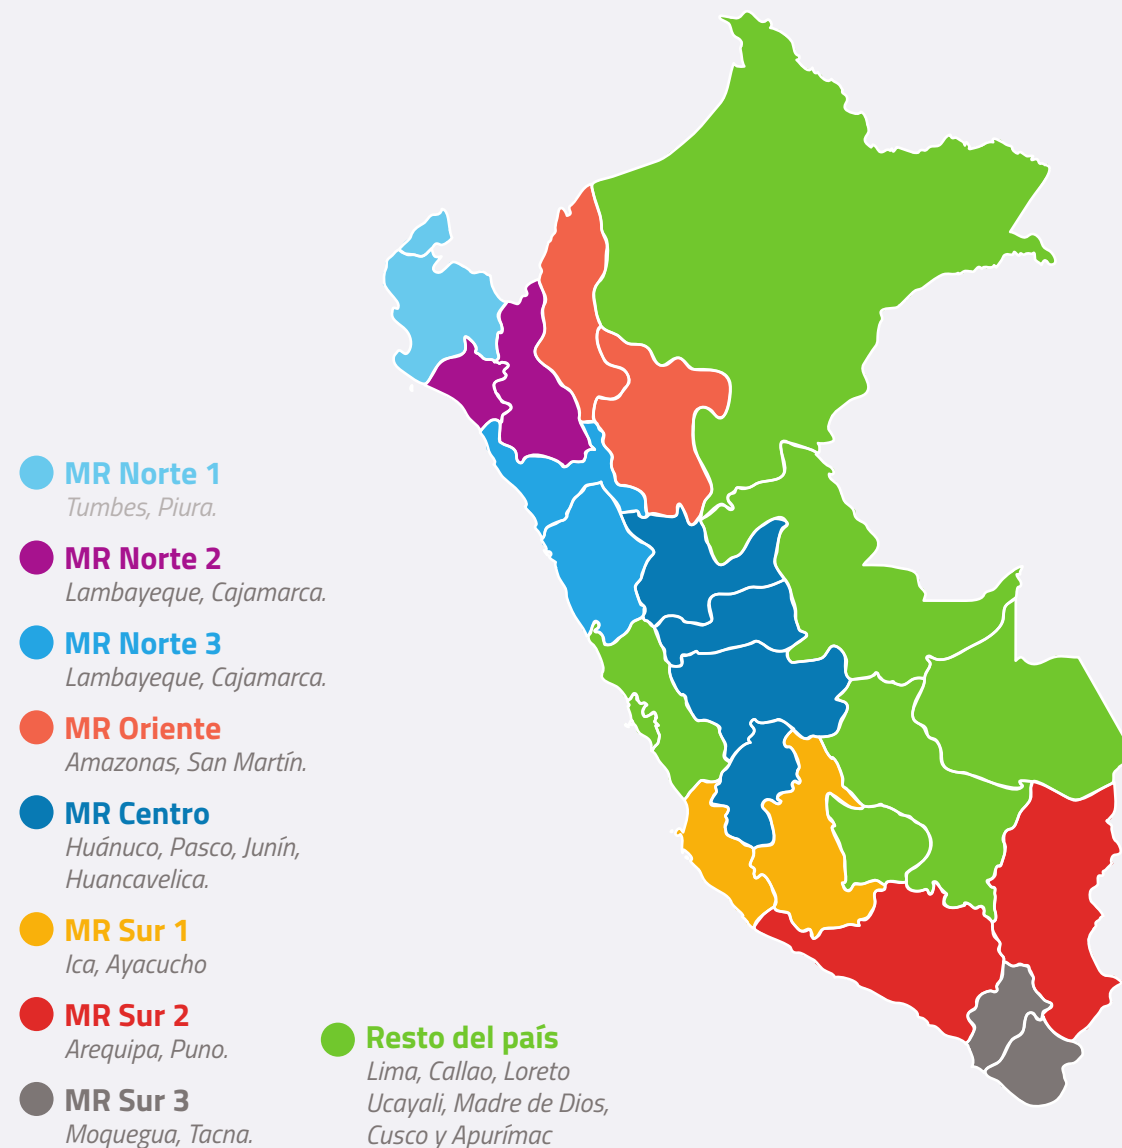 MR Norte 1
Tumbes, Piura.
MR Norte 2
Lambayeque, Cajamarca.
MR Norte 3
Lambayeque, Cajamarca.
MR Oriente
Amazonas, San Martín.
MR Centro
Huánuco, Pasco, Junín,
Huancavelica.
MR Sur 1
Ica, Ayacucho
MR Sur 2
Arequipa, Puno.
MR Sur 3
Moquegua, Tacna.
Resto del país
Lima, Callao, Loreto
Ucayali, Madre de Dios,
Cusco y Apurímac